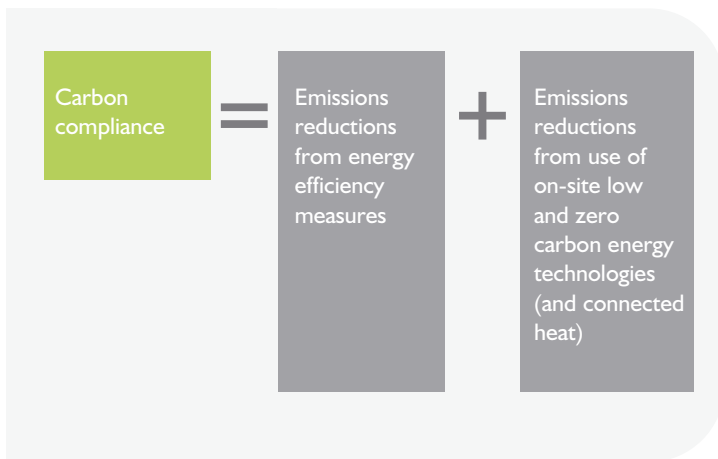 Carbon
compliance
=
Emissions
reductions
from energy
efficiency
measures
+
Emissions
reductions
from use of
on-site low
and zero
carbon energy
technologies
(and connected
heat)